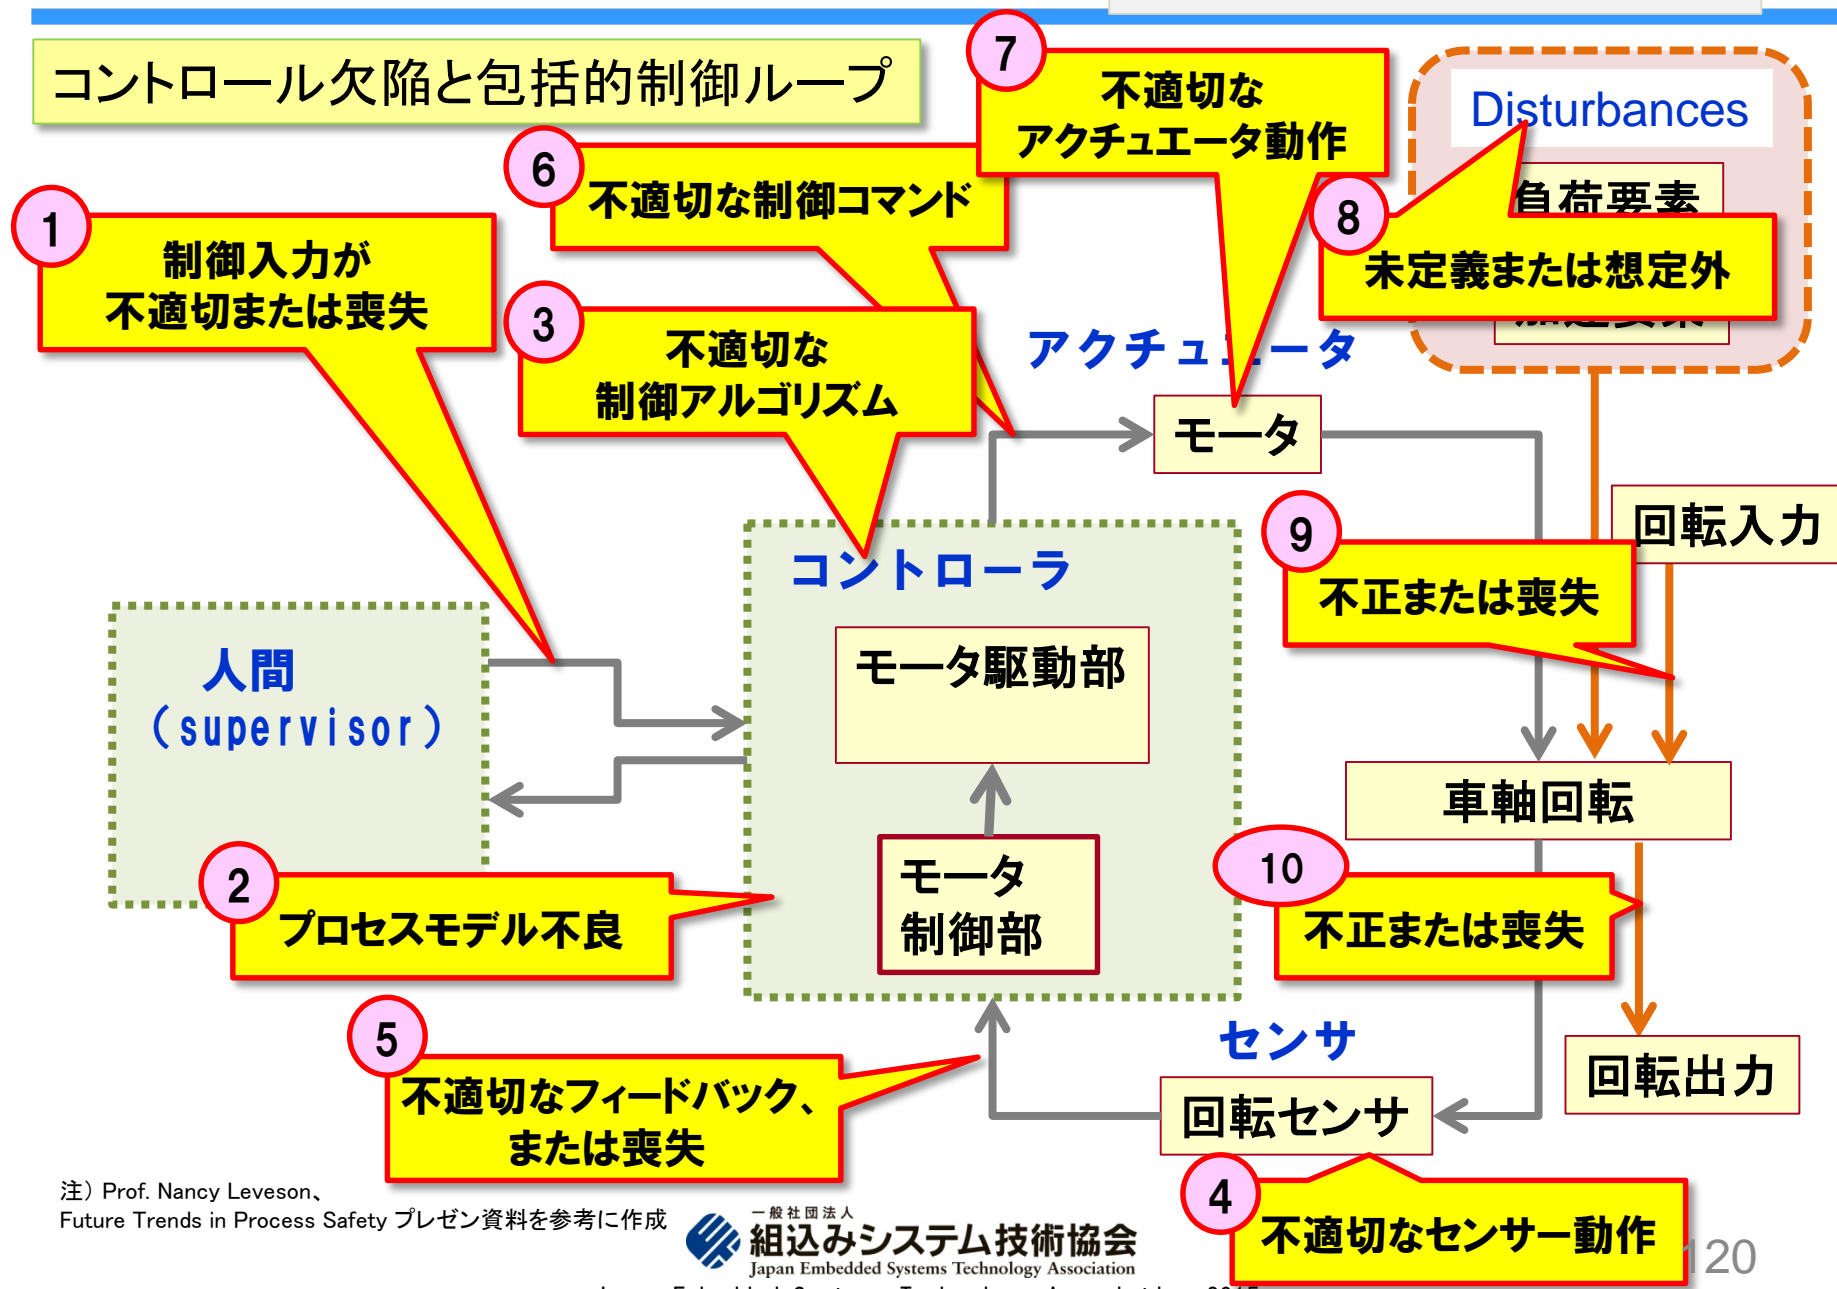 コントロール欠陥と包括的制御ループ
7
不適切な
アクチュエータ動作
Disturbances
負荷要素
6
不適切な制御コマンド
8
未定義または想定外
1
制御入力が
不適切または喪失
3
不適切な
制御アルゴリズム
アクチュエータ
モータ
9
不正または喪失
回転入力
コントローラ
モータ駆動部
人間
（supervisor）
車軸回転
2
プロセスモデル不良
モータ
制御部
10
不正または喪失
5
不適切なフィードバック、
または喪失
センサ
回転センサ
回転出力
4
不適切なセンサー動作
注） Prof. Nancy Leveson、
Future Trends in Process Safety プレゼン資料を参考に作成
一般社団法人
組込みシステム技術協会
Japan Embedded Systems Technology Association
120